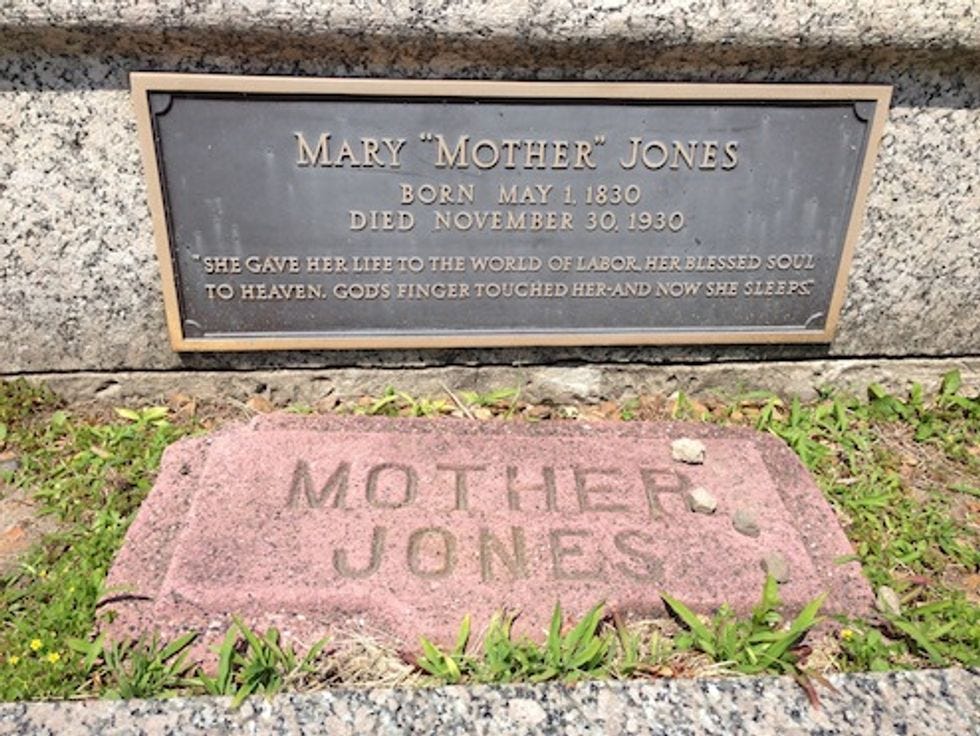 MARY "MOTHER" JONES
BORN MAY 1, 1830
DIED NOVEMBER 30, 1930
"SHE GAVE HER LIFE TO THE WORLD OF LABOR, HER BLESSED SOUL
TO HEAVEN. GOD'S FINGER TOUCHED HER-AND NOW SHE SLEEPS."
MOTHER
JONES